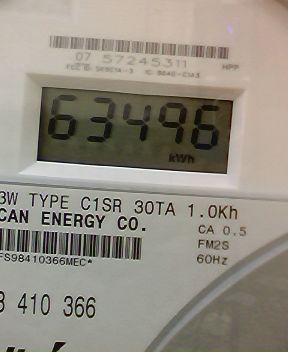 07 57245311
HPP
63496
kWh
3W TYPE C1SR 30TA 1.0Kh
CAN ENERGY CO.
CA 0.5
FM2S
60Hz
FS98410366MEC*
410 366